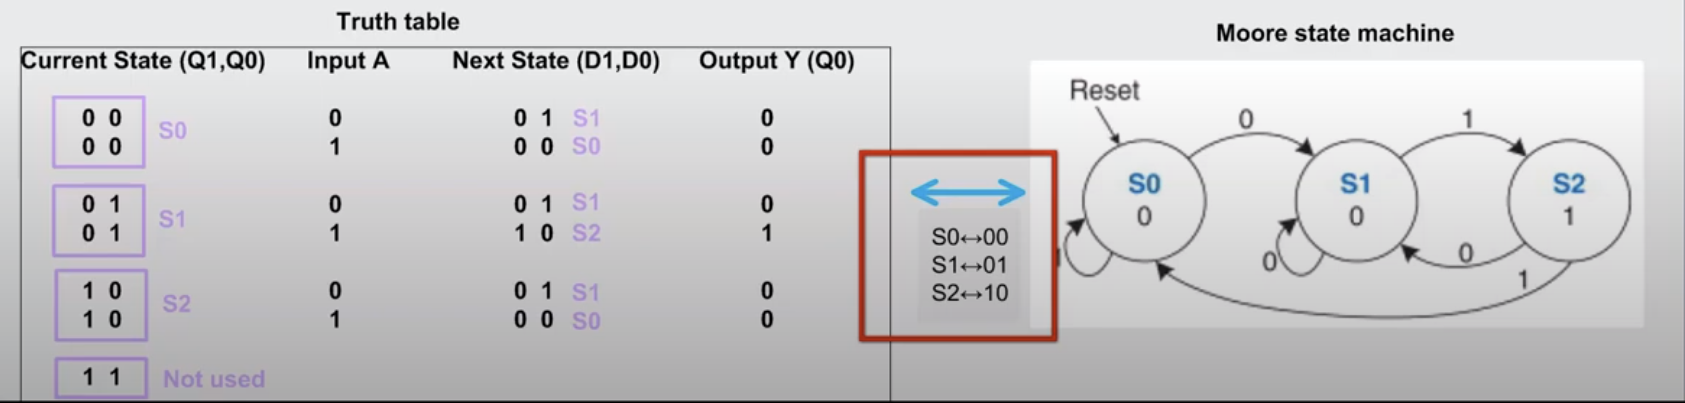 Truth table
Current State (Q1,Q0) Input A Next State (D1,D0) Output Y (Q0)
0 0 0 0 1 S1 0
S0
0 0 1 0 0 S0 0
0 1 0 0 1 S1 0
S1
0 1 1 1 0 S2 1
1 0 0 0 1 S1 0
S2
1 0 1 0 0 S0 0
1 1 Not used
S0↔00
S1↔01
S2↔10
Moore state machine
Reset
0 1
S0 S1 S2
0 0 1
0 0
1